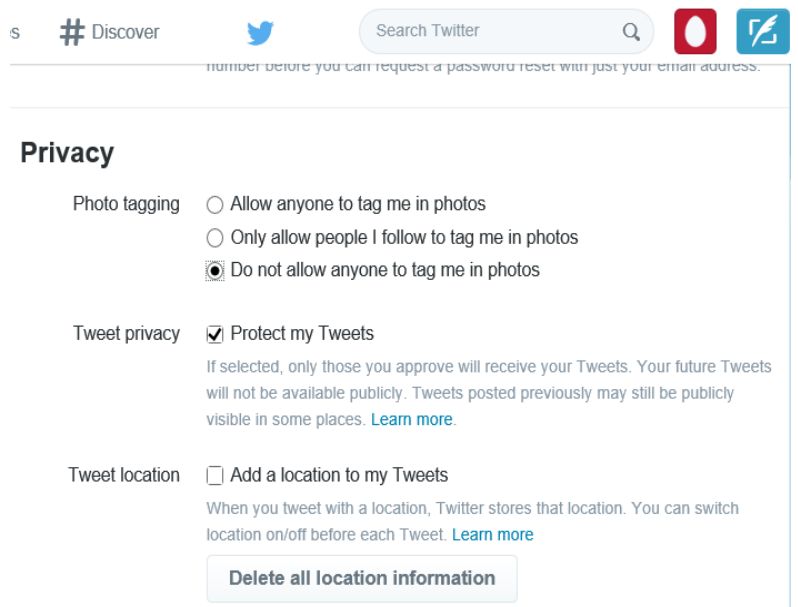 s # Discover Search Twitter
number before you can request a password reset with just your email address.
Privacy
Photo tagging Allow anyone to tag me in photos
Only allow people I follow to tag me in photos
Do not allow anyone to tag me in photos
Tweet privacy Protect my Tweets
If selected, only those you approve will receive your Tweets. Your future Tweets
will not be available publicly. Tweets posted previously may still be publicly
visible in some places. Learn more.
Tweet location Add a location to my Tweets
When you tweet with a location, Twitter stores that location. You can switch
location on/off before each Tweet. Learn more
Delete all location information